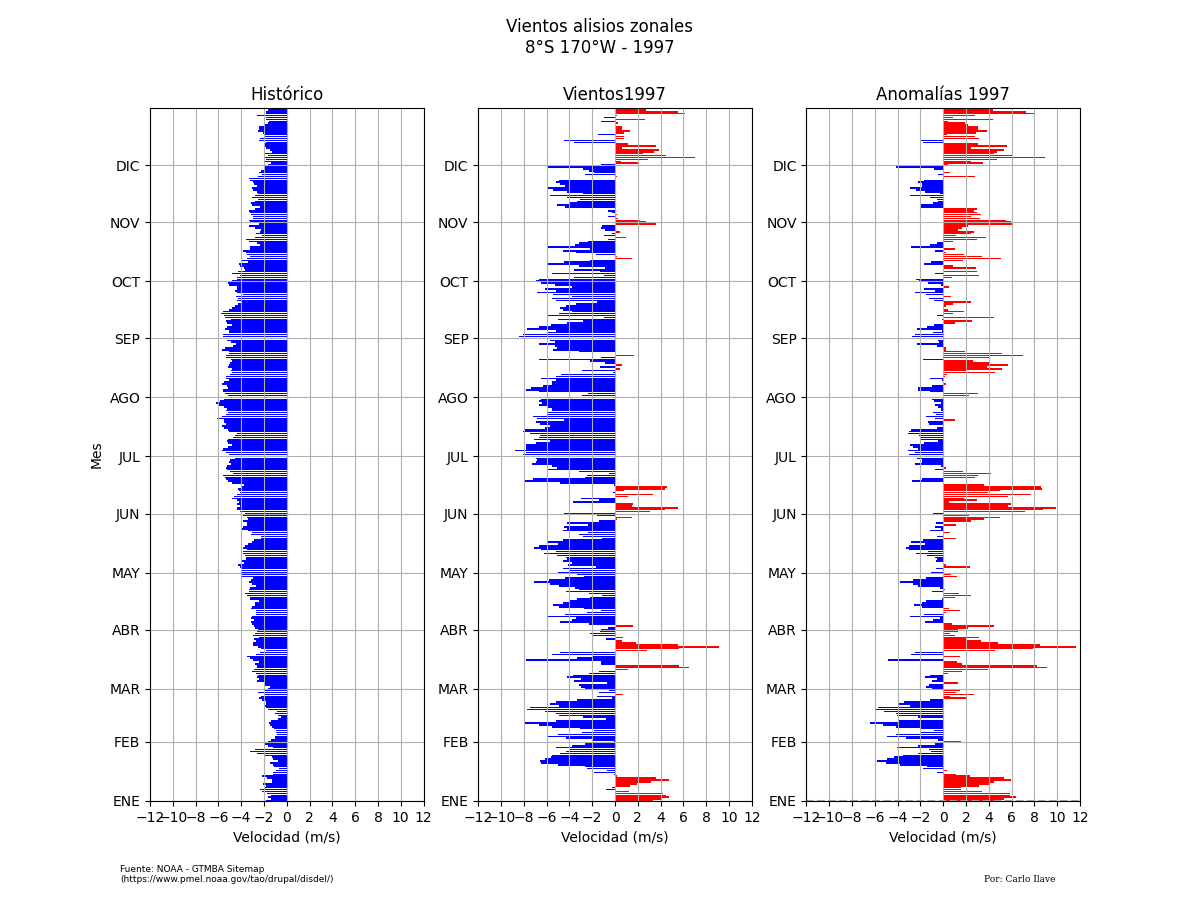 Vientos alisios zonales
8°S 170°W - 1997
Histórico
Vientos1997
Anomalías 1997
Mes
DIC
NOV
OCT
SEP
AGO
JUL
JUN
MAY
ABR
MAR
FEB
ENE
−12 −10 −8 −6 −4 −2 0 2 4 6 8 10 12
Velocidad (m/s)
DIC
NOV
OCT
SEP
AGO
JUL
JUN
MAY
ABR
MAR
FEB
ENE
−12 −10 −8 −6 −4 −2 0 2 4 6 8 10 12
Velocidad (m/s)
DIC
NOV
OCT
SEP
AGO
JUL
JUN
MAY
ABR
MAR
FEB
ENE
−12 −10 −8 −6 −4 −2 0 2 4 6 8 10 12
Velocidad (m/s)
Fuente: NOAA - GTMBA Sitemap
(https://www.pmel.noaa.gov/tao/drupal/disdel/)
Por: Carlo Ilave